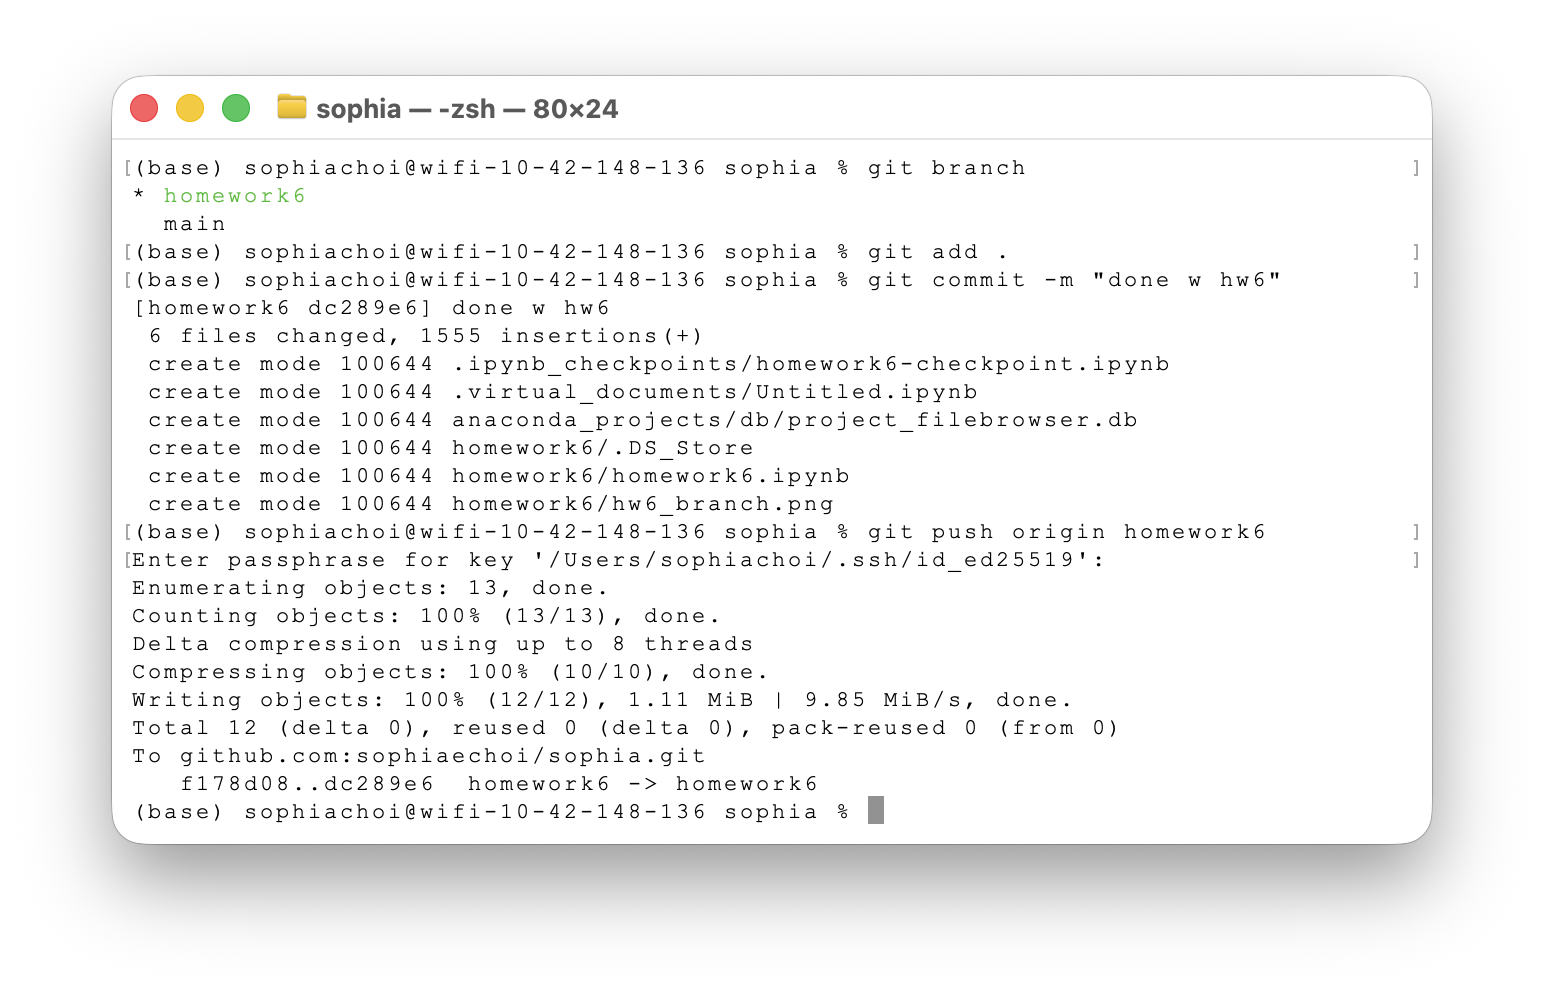 sophia — -zsh — 80×24
[(base) sophiachoi@wifi-10-42-148-136 sophia % git branch ]
* homework6
main
[(base) sophiachoi@wifi-10-42-148-136 sophia % git add . ]
[(base) sophiachoi@wifi-10-42-148-136 sophia % git commit -m "done w hw6" ]
[homework6 dc289e6] done w hw6
6 files changed, 1555 insertions(+)
create mode 100644 .ipynb_checkpoints/homework6-checkpoint.ipynb
create mode 100644 .virtual_documents/Untitled.ipynb
create mode 100644 anaconda_projects/db/project_filebrowser.db
create mode 100644 homework6/.DS_Store
create mode 100644 homework6/homework6.ipynb
create mode 100644 homework6/hw6_branch.png
[(base) sophiachoi@wifi-10-42-148-136 sophia % git push origin homework6 ]
[Enter passphrase for key '/Users/sophiachoi/.ssh/id_ed25519': ]
Enumerating objects: 13, done.
Counting objects: 100% (13/13), done.
Delta compression using up to 8 threads
Compressing objects: 100% (10/10), done.
Writing objects: 100% (12/12), 1.11 MiB | 9.85 MiB/s, done.
Total 12 (delta 0), reused 0 (delta 0), pack-reused 0 (from 0)
To github.com:sophiaechoi/sophia.git
f178d08..dc289e6  homework6 -> homework6
(base) sophiachoi@wifi-10-42-148-136 sophia %